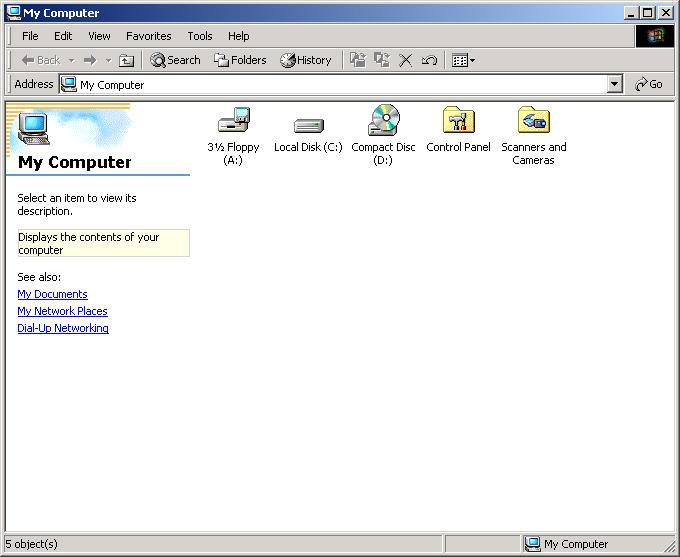 My Computer
File Edit View Favorites Tools Help
Back Search Folders History
Address My Computer Go
My Computer
Select an item to view its
description.
Displays the contents of your
computer
See also:
My Documents
My Network Places
Dial-Up Networking
3½ Floppy
(A:)
Local Disk (C:)
Compact Disc
(D:)
Control Panel
Scanners and
Cameras
5 object(s) My Computer